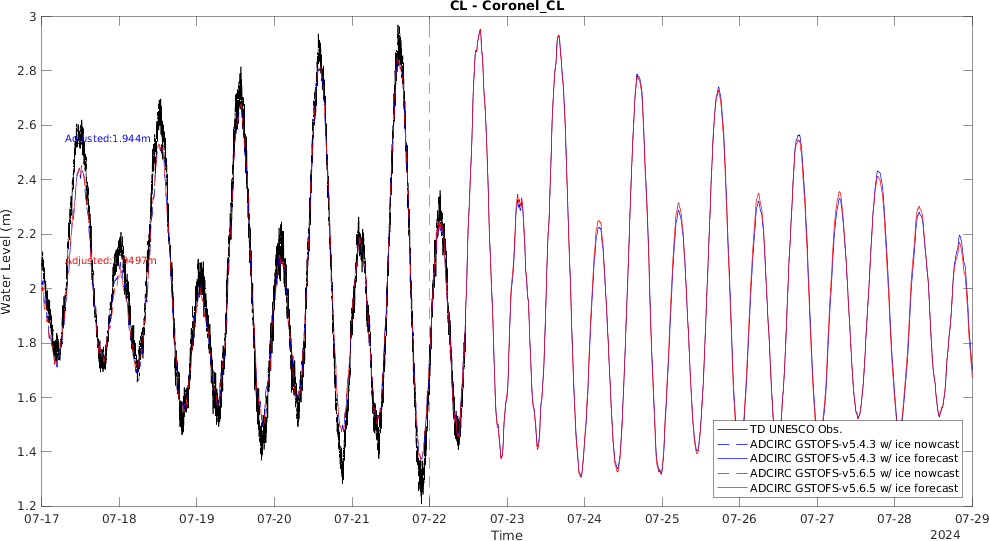 CL - Coronel_CL
3
2.8
2.6
2.4
2.2
2
1.8
1.6
1.4
1.2
Water Level (m)
Adjusted:1.944m
TD UNESCO Obs.
ADCIRC GSTOFS-v5.4.3 w/ ice nowcast
ADCIRC GSTOFS-v5.4.3 w/ ice forecast
ADCIRC GSTOFS-v5.6.5 w/ ice nowcast
ADCIRC GSTOFS-v5.6.5 w/ ice forecast
07-17 07-18 07-19 07-20 07-21 07-22 07-23 07-24 07-25 07-26 07-27 07-28 07-29
Time
2024